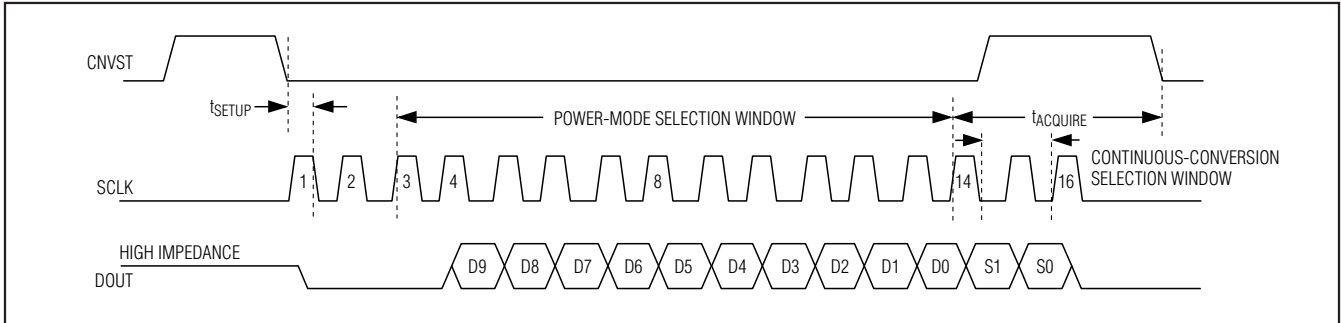 CNVST
tSETUP
POWER-MODE SELECTION WINDOW
tACQUIRE
CONTINUOUS-CONVERSION
SELECTION WINDOW
SCLK
1 2 3 4 8 14 16
HIGH IMPEDANCE
DOUT
D9 D8 D7 D6 D5 D4 D3 D2 D1 D0 S1 S0